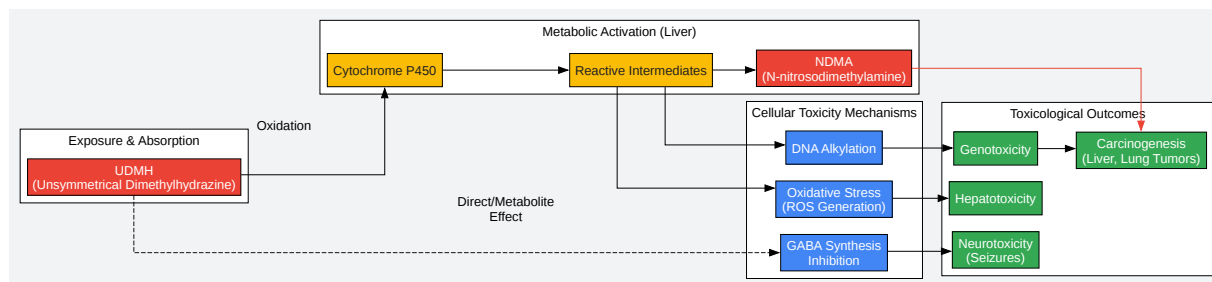 Metabolic Activation (Liver)
Cytochrome P450
Reactive Intermediates
NDMA
(N-nitrosodimethylamine)
Oxidation
Exposure & Absorption
UDMH
(Unsymmetrical Dimethylhydrazine)
Direct/Metabolite
Effect
Cellular Toxicity Mechanisms
DNA Alkylation
Oxidative Stress
(ROS Generation)
GABA Synthesis
Inhibition
Toxicological Outcomes
Genotoxicity
Carcinogenesis
(Liver, Lung Tumors)
Hepatotoxicity
Neurotoxicity
(Seizures)